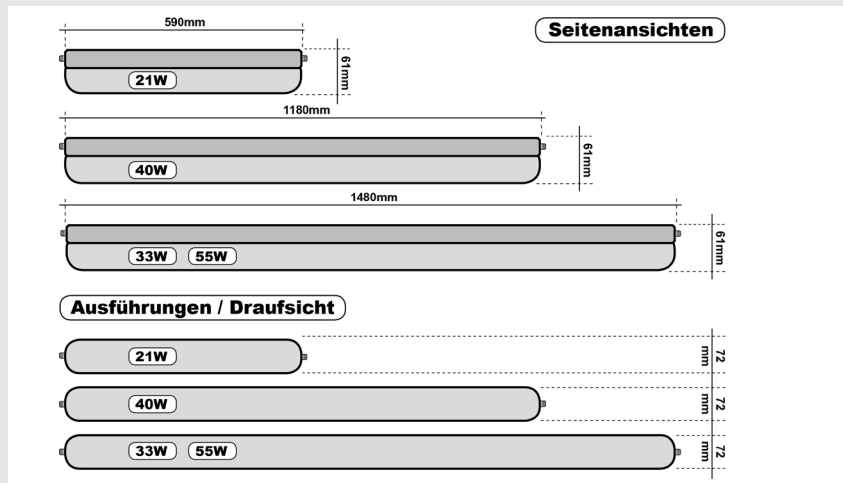 590mm
Seitenansichten
61mm
21W
1180mm
61mm
40W
1480mm
61mm
33W 55W
Ausführungen / Draufsicht
21W
72
mm
40W
72
mm
33W 55W
72
mm